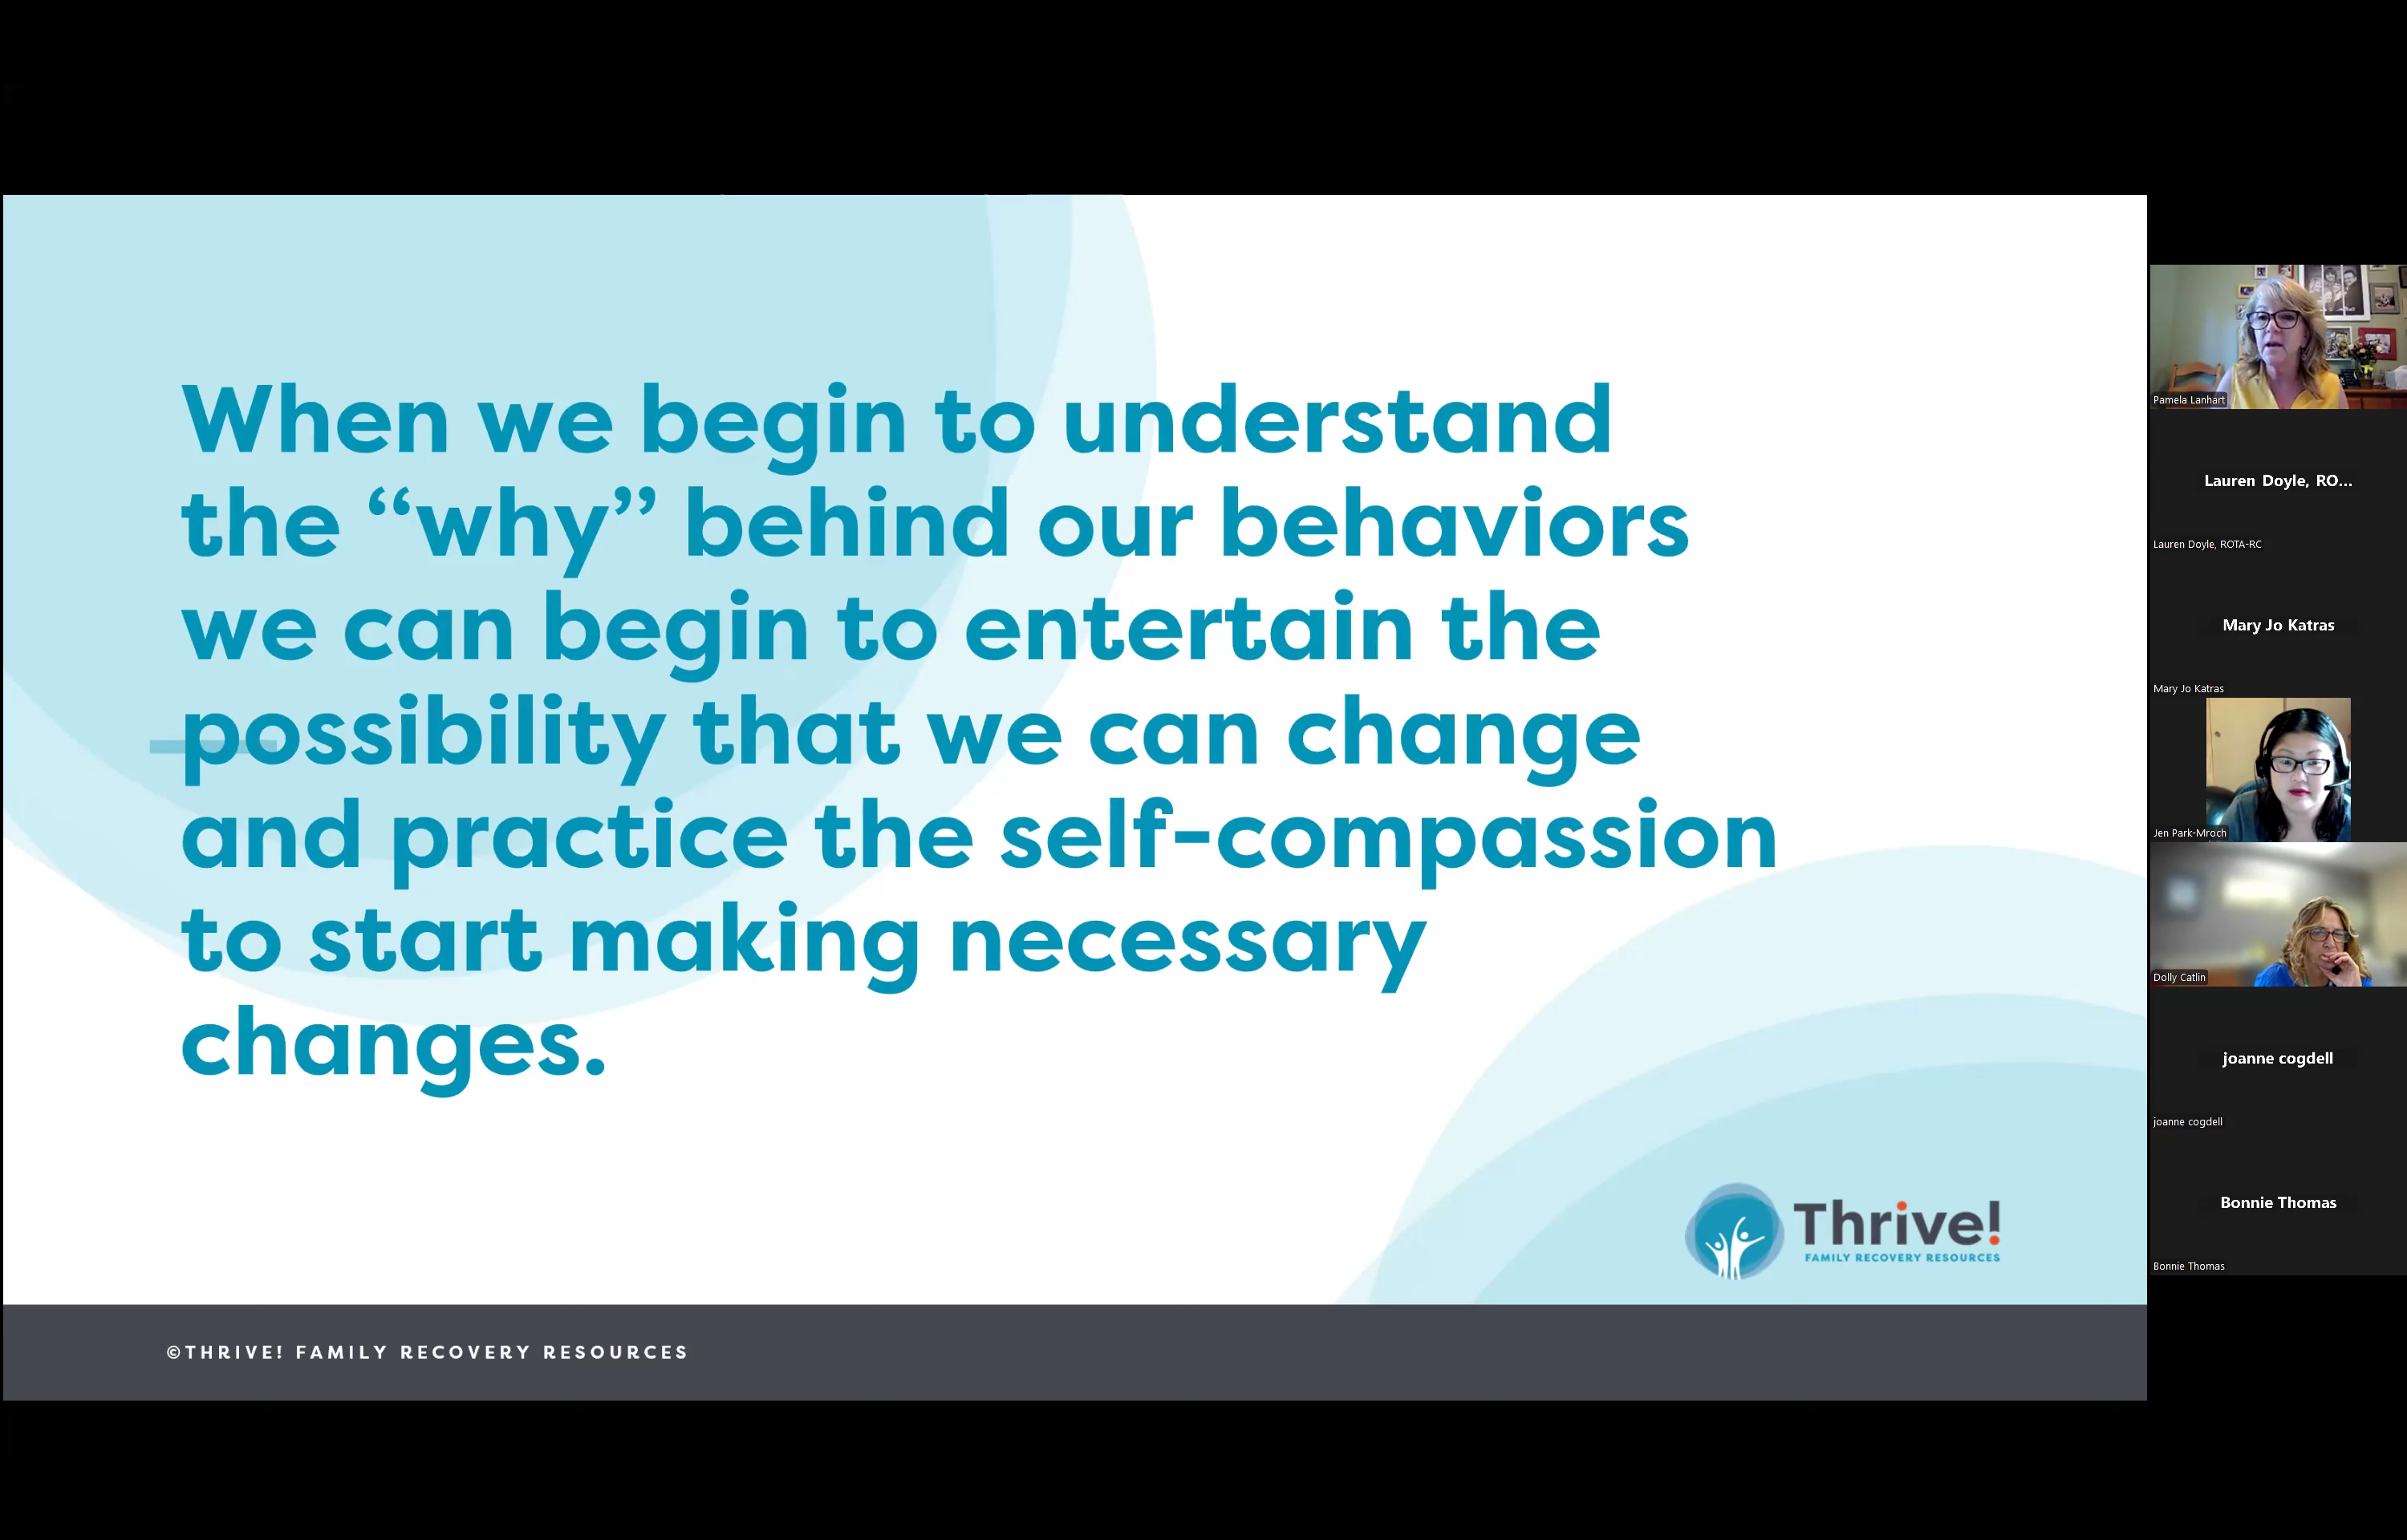 When we begin to understand
the “why” behind our behaviors
we can begin to entertain the
possibility that we can change
and practice the self-compassion
to start making necessary
changes.
Thrive!
FAMILY RECOVERY RESOURCES
©THRIVE! FAMILY RECOVERY RESOURCES
Pamela Lanhart
Lauren Doyle, RO...
Lauren Doyle, ROTA-RC
Mary Jo Katras
Mary Jo Katras
Jen Park-Mroch
Dolly Catlin
joanne cogdell
joanne cogdell
Bonnie Thomas
Bonnie Thomas